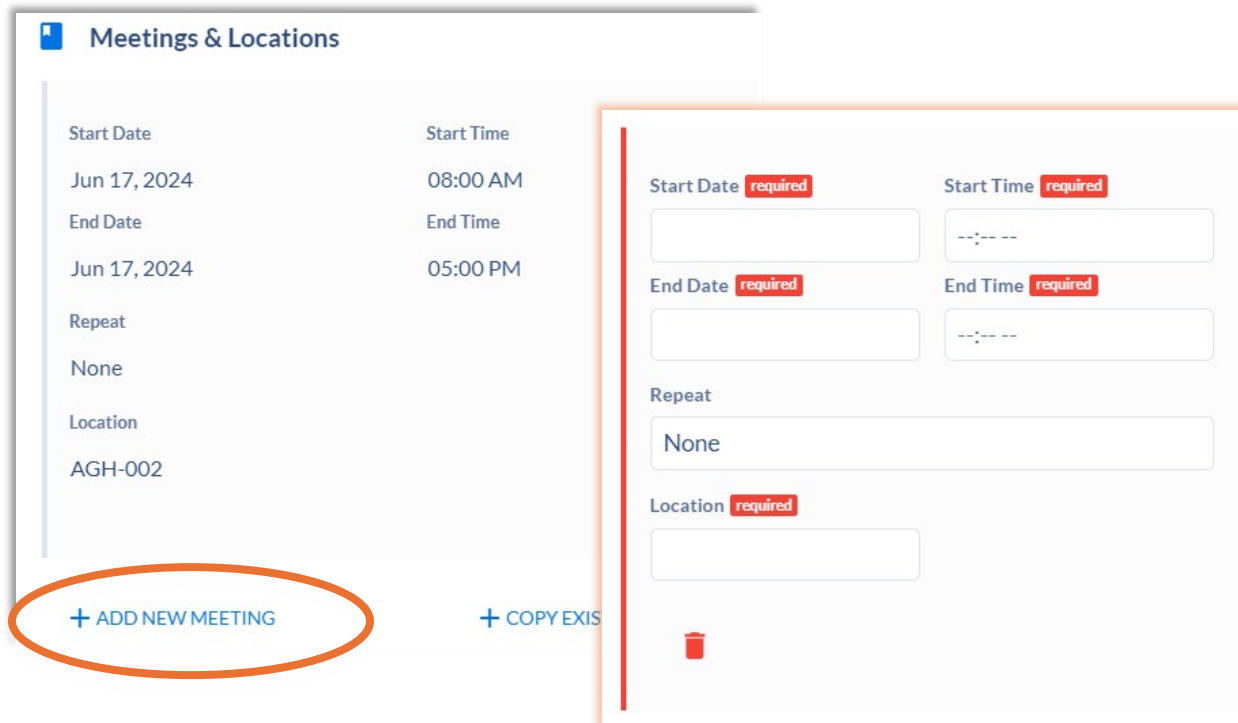 Meetings & Locations
Start Date Start Time
Jun 17, 2024 08:00 AM
End Date End Time
Jun 17, 2024 05:00 PM
Repeat
None
Location
AGH-002
+ ADD NEW MEETING + COPY EXIS
Start Date required Start Time required
--:-- --
End Date required End Time required
--:-- --
Repeat
None
Location required